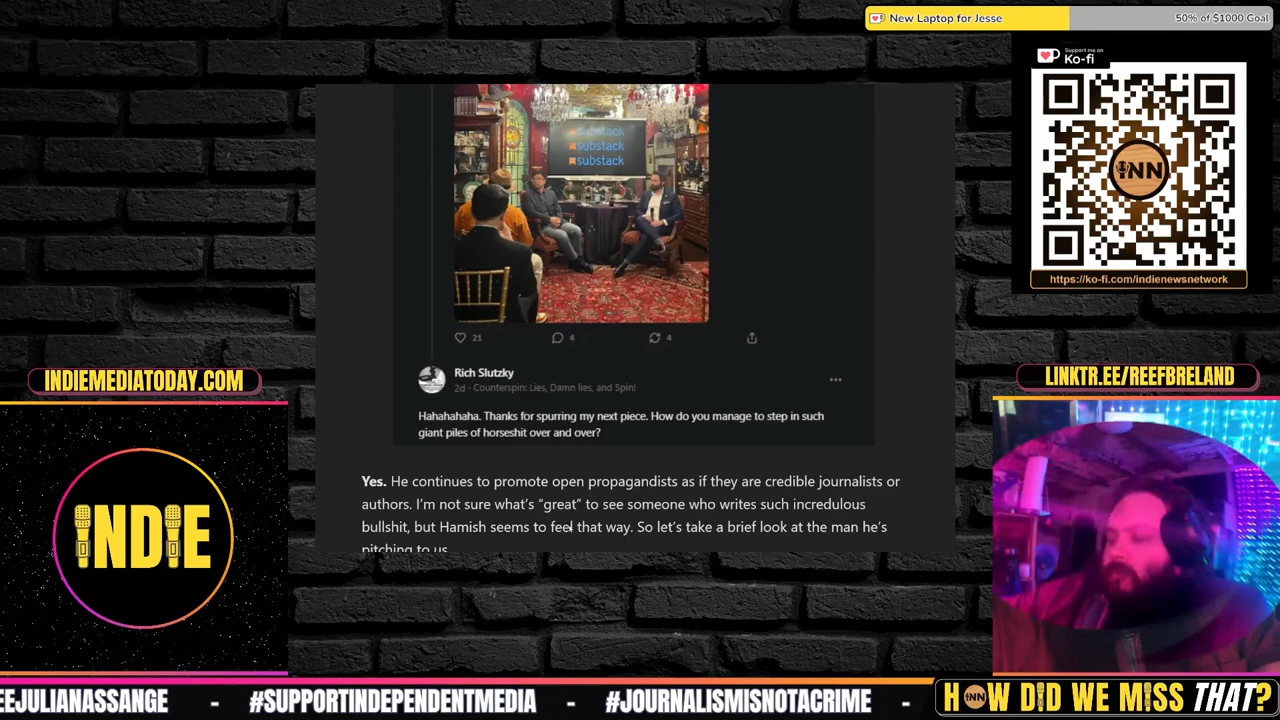 New Laptop for Jesse
50% of $1000 Goal
Support me on
Ko-fi
INN
https://ko-fi.com/indienewsnetwork
substack
substack
substack
21
4
4
Rich Slutzky
2d · Counterspin: Lies, Damn lies, and Spin!
Hahahahaha. Thanks for spurring my next piece. How do you manage to step in such
giant piles of horseshit over and over?
Yes. He continues to promote open propagandists as if they are credible journalists or
authors. I'm not sure what's “great” to see someone who writes such incredulous
bullshit, but Hamish seems to feel that way. So let's take a brief look at the man he's
pitching to us
INDIEMEDIATODAY.COM
LINKTR.EE/REEFBRELAND
INDIE
EEJULIANASSANGE - #SUPPORTINDEPENDENTMEDIA - #JOURNALISMISNOTACRIME -
HOW DID WE MISS THAT?